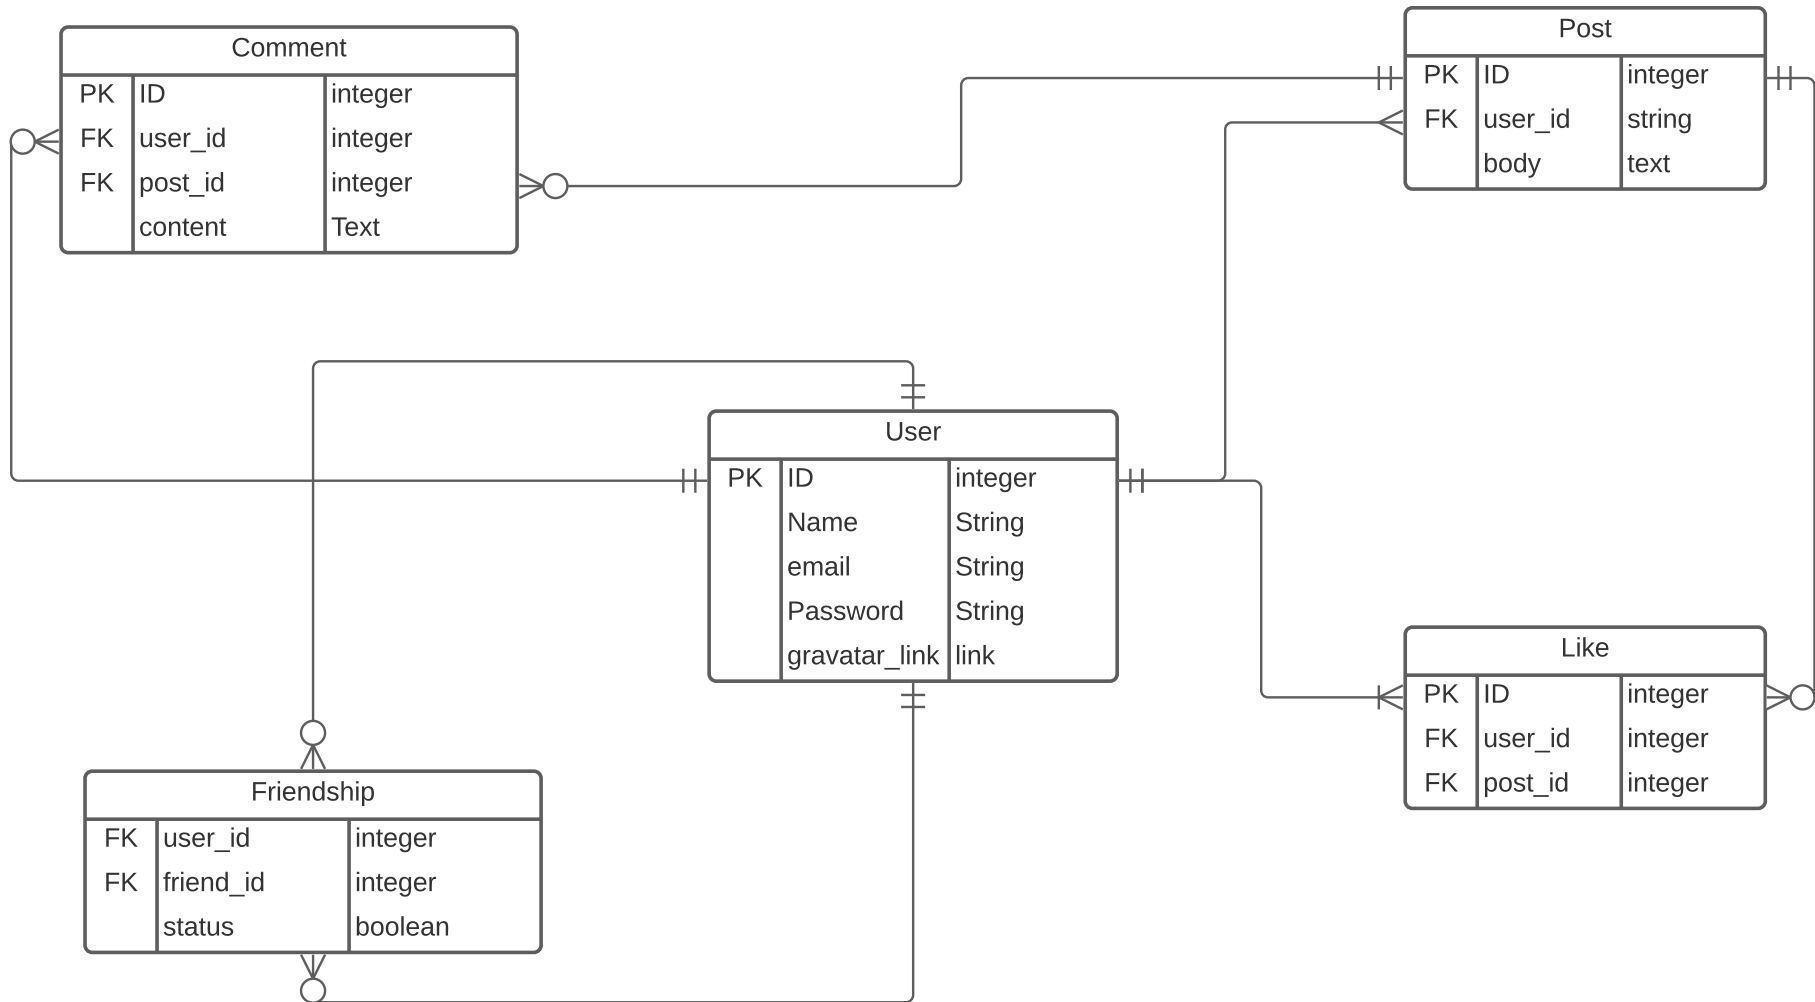 Comment
PK ID integer
FK user_id integer
FK post_id integer
content Text
Post
PK ID integer
FK user_id string
body text
User
PK ID integer
Name String
email String
Password String
gravatar_link link
Like
PK ID integer
FK user_id integer
FK post_id integer
Friendship
FK user_id integer
FK friend_id integer
status boolean